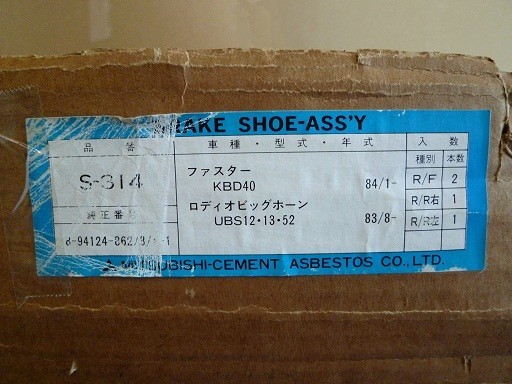 BRAKE SHOE-ASS'Y
品番 車種・型式・年式 入数
種別 本数
S-314
ファスター
KBD40 84/1-
R/F 2
純正番号
ロディオビッグホーン
R/R右 1
8-94124-862/3/
UBS12・13・52 83/8-
R/R左 1
MITSUBISHI-CEMENT ASBESTOS CO.,LTD.